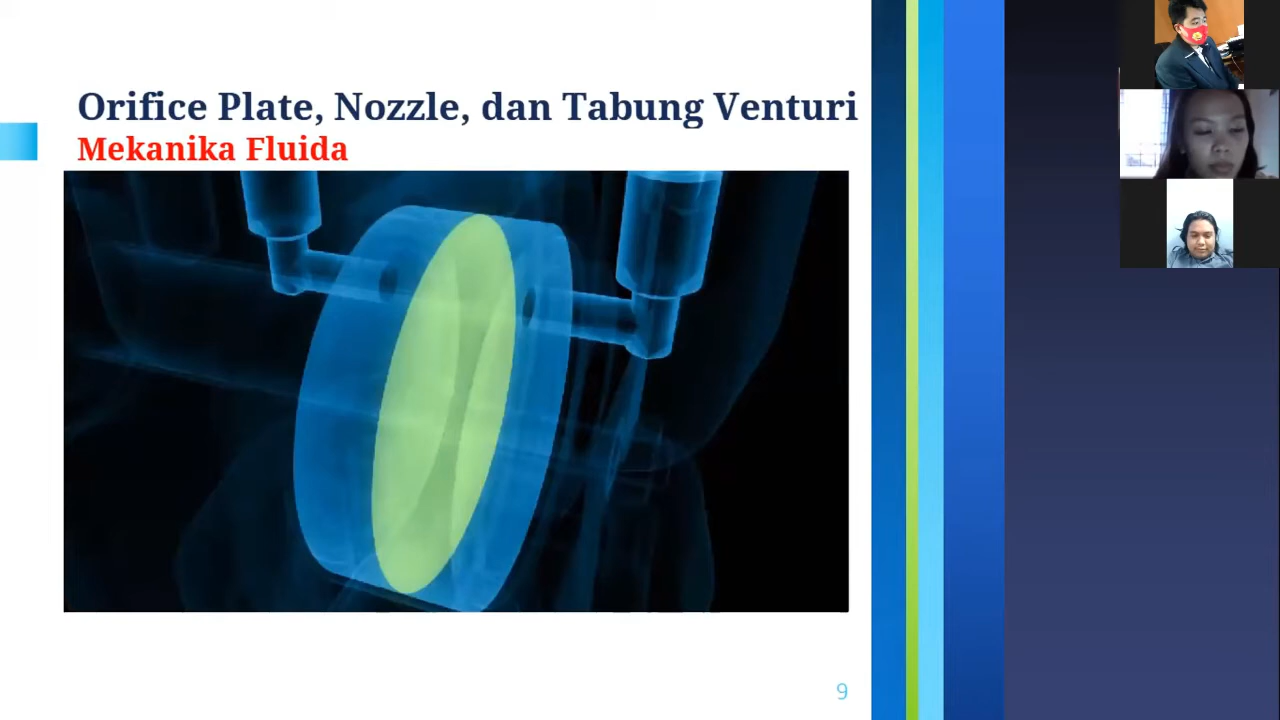 Orifice Plate, Nozzle, dan Tabung Venturi
Mekanika Fluida
9